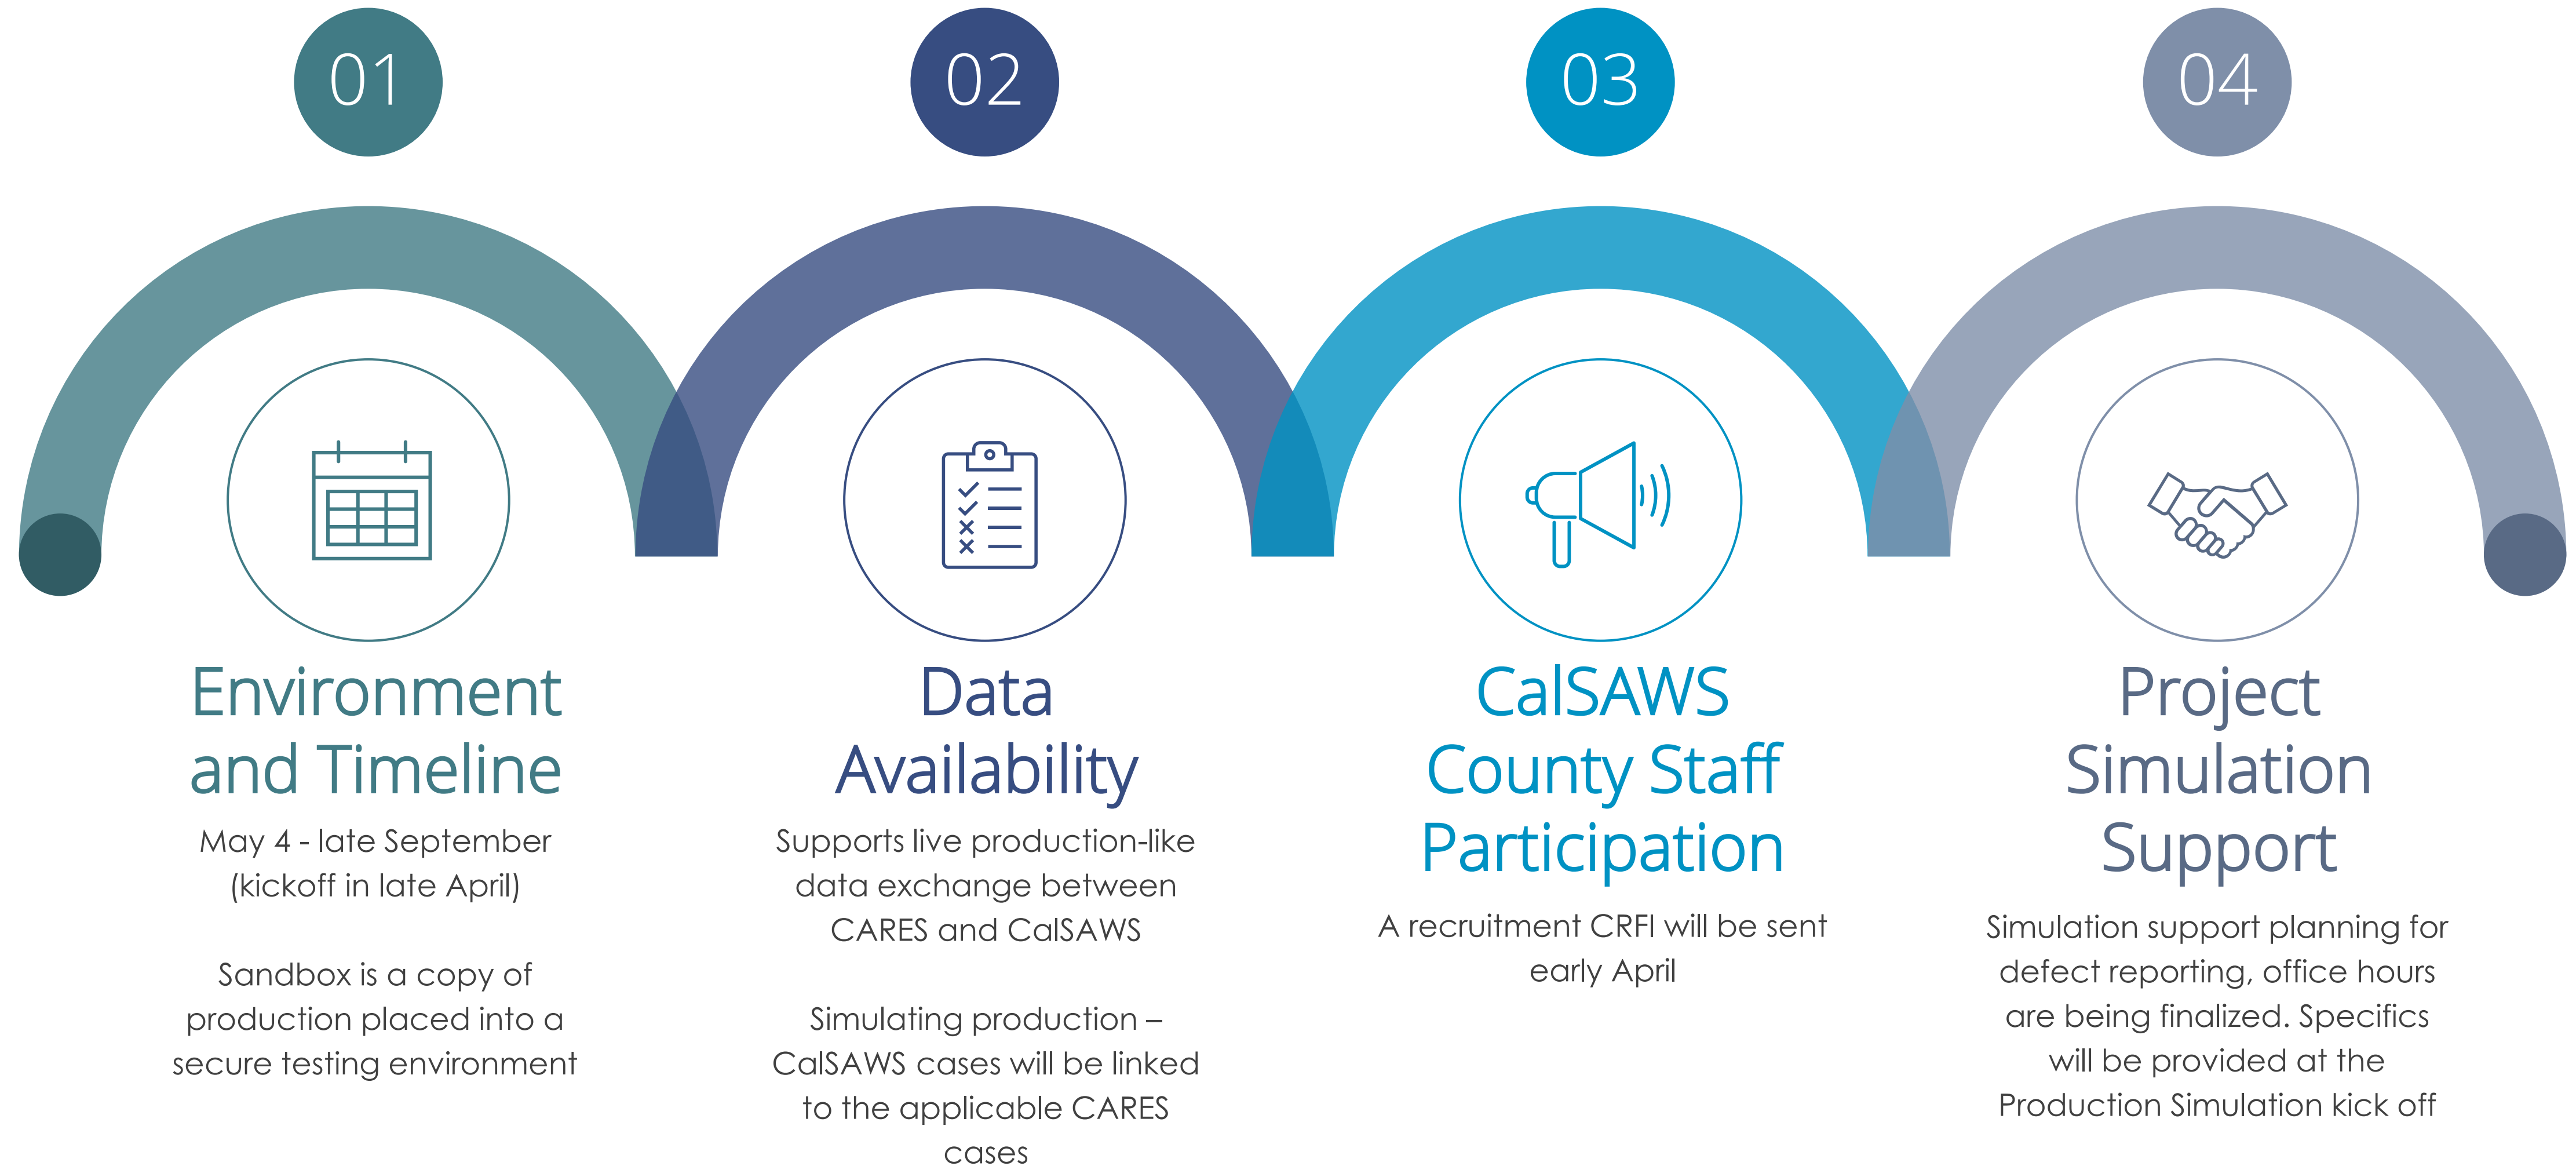 01
Environment
and Timeline
May 4 - late September
(kickoff in late April)
Sandbox is a copy of
production placed into a
secure testing environment
02
Data
Availability
Supports live production-like
data exchange between
CARES and CalSAWS
Simulating production –
CalSAWS cases will be linked
to the applicable CARES
cases
03
CalSAWS
County Staff
Participation
A recruitment CRFI will be sent
early April
04
Project
Simulation
Support
Simulation support planning for
defect reporting, office hours
are being finalized. Specifics
will be provided at the
Production Simulation kick off